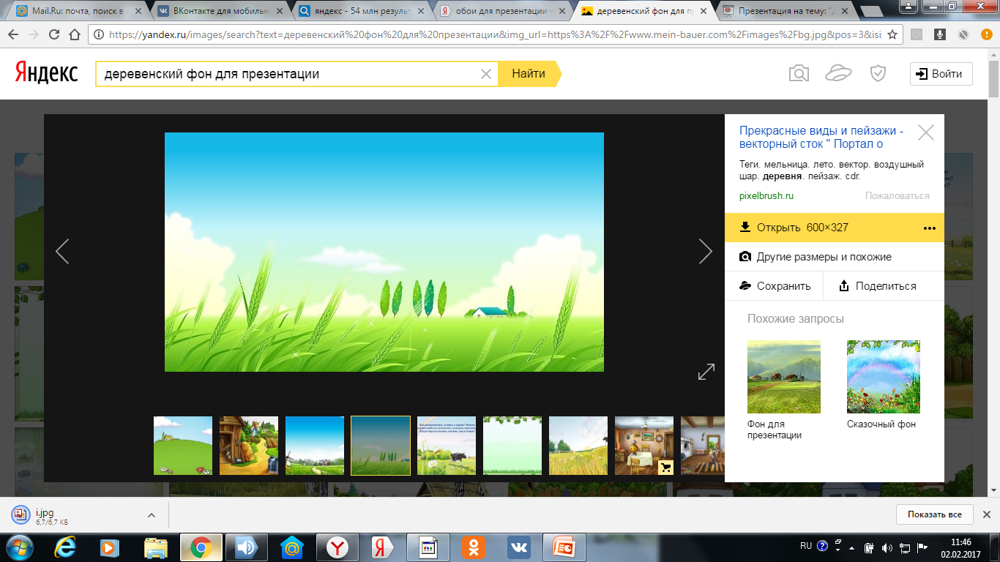 Mail.Ru: почта, поиск в
ВКонтакте для мобильн
яндекс - 54 млн результ
обои для презентации -
деревенский фон для п
Презентация на тему: "Д
https://yandex.ru/images/search?text=деревенский%20фон%20для%20презентации&img_url=https%3A%2F%2Fwww.mein-bauer.com%2Fimages%2Fbg.jpg&pos=3&isi
Яндекс
деревенский фон для презентации
Найти
Войти
Прекрасные виды и пейзажи -
векторный сток " Портал о
Теги. мельница. лето. вектор. воздушный
шар. деревня. пейзаж. cdr.
pixelbrush.ru
Пожаловаться
Открыть 600×327
Другие размеры и похожие
Сохранить
Поделиться
Похожие запросы
Фон для
презентации
Сказочный фон
i.jpg
6,7/6,7 КБ
Показать все
RU
11:46
02.02.2017